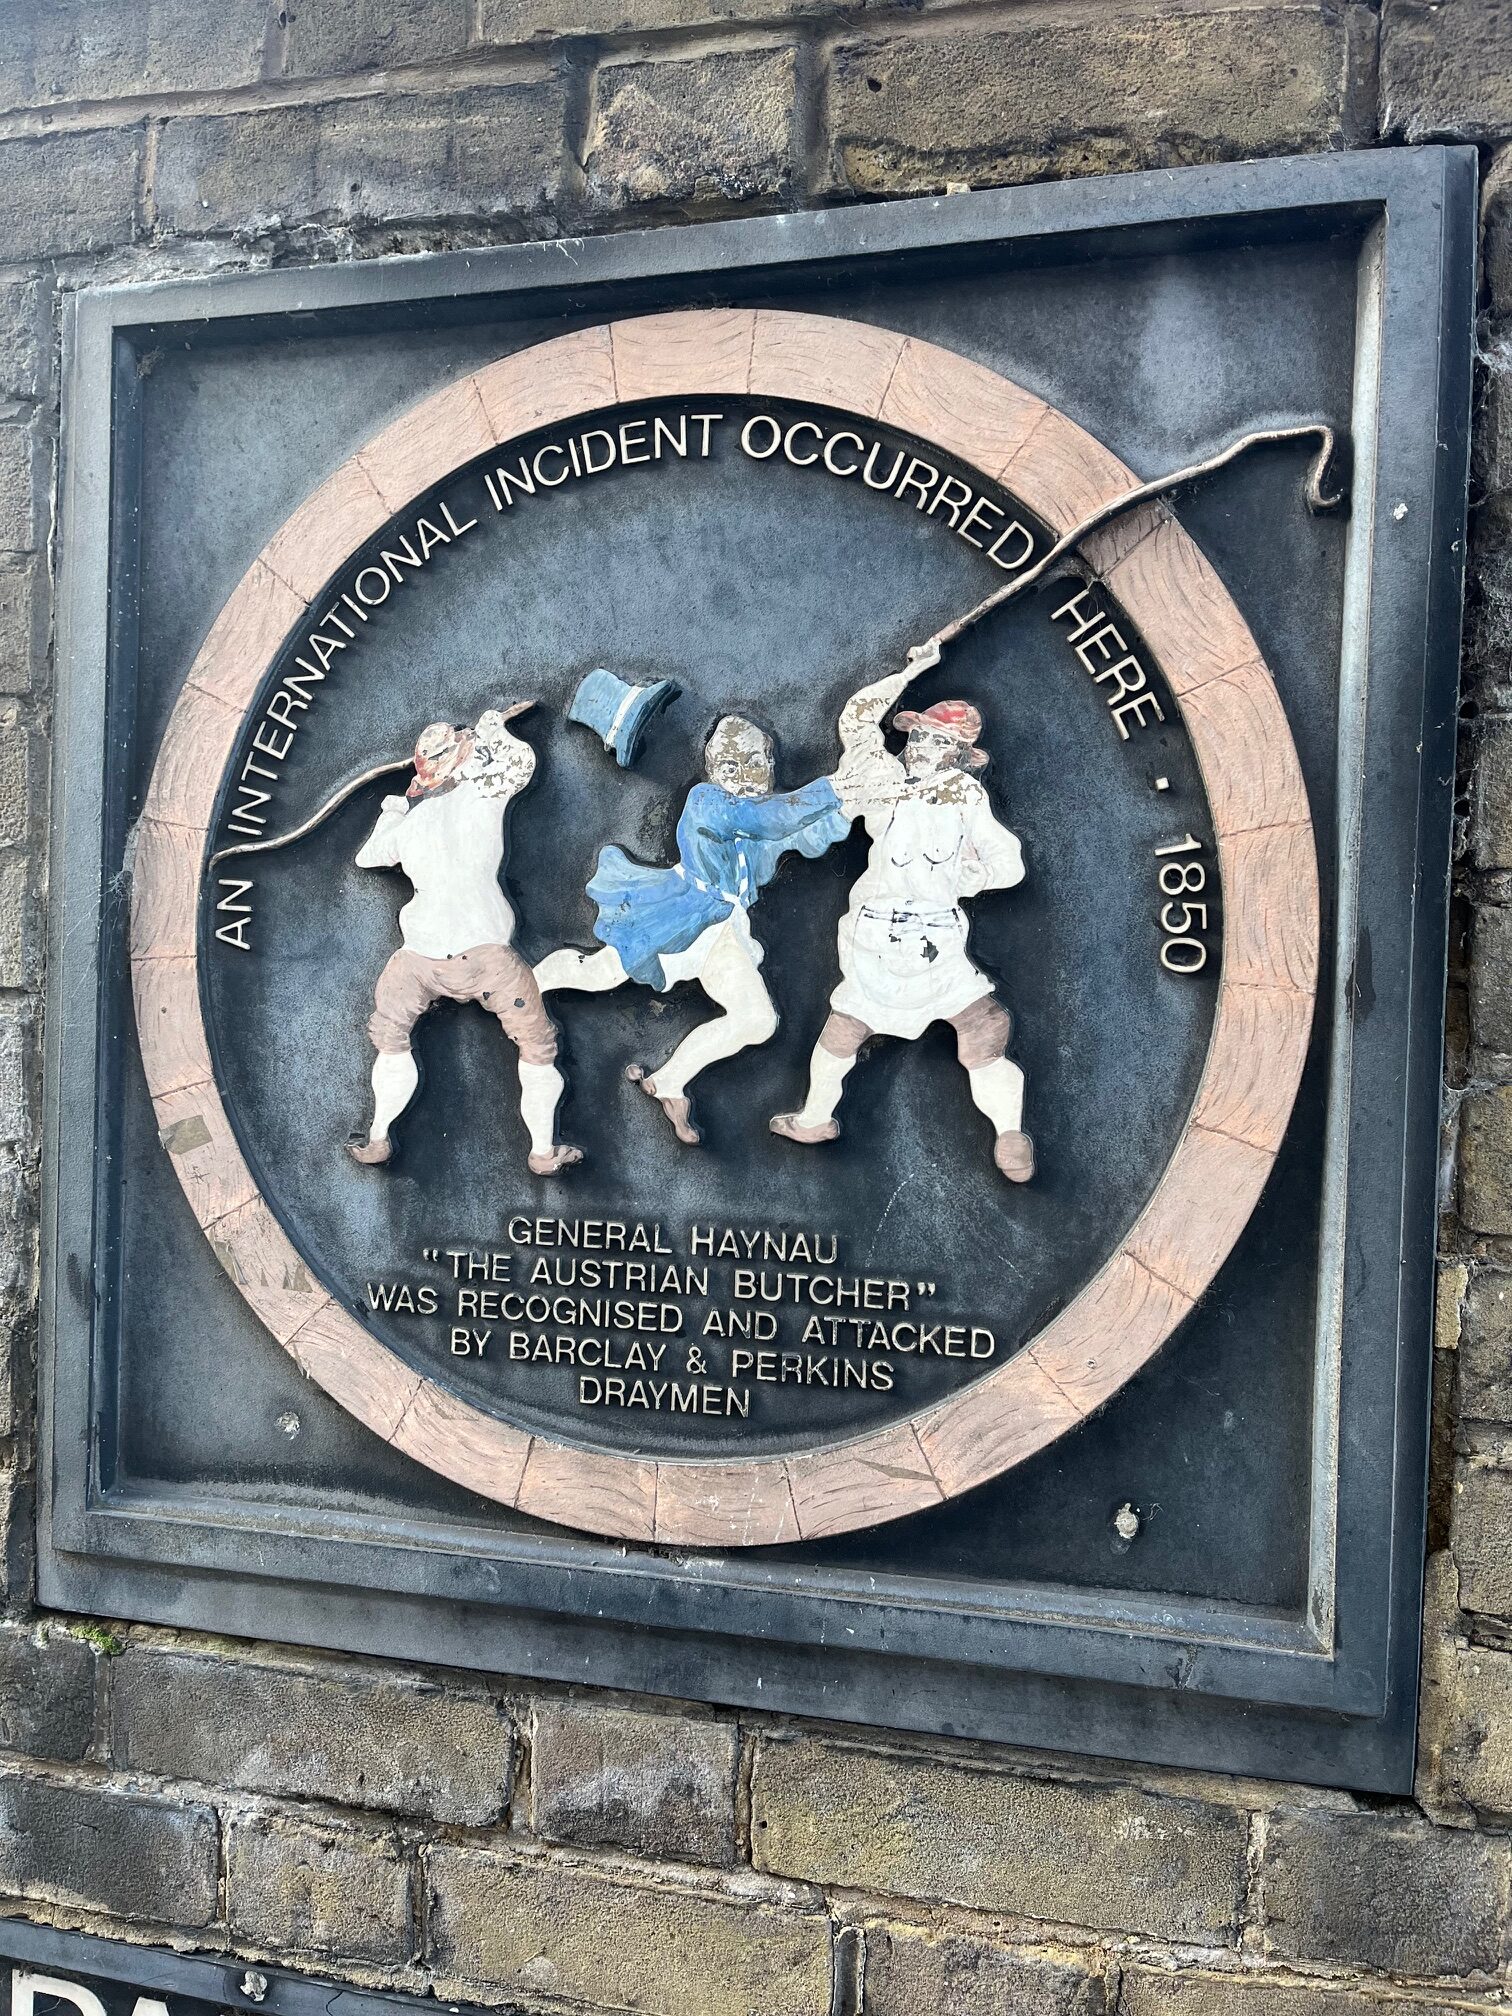 AN INTERNATIONAL INCIDENT OCCURRED HERE · 1850
GENERAL HAYNAU
"THE AUSTRIAN BUTCHER"
WAS RECOGNISED AND ATTACKED
BY BARCLAY & PERKINS
DRAYMEN